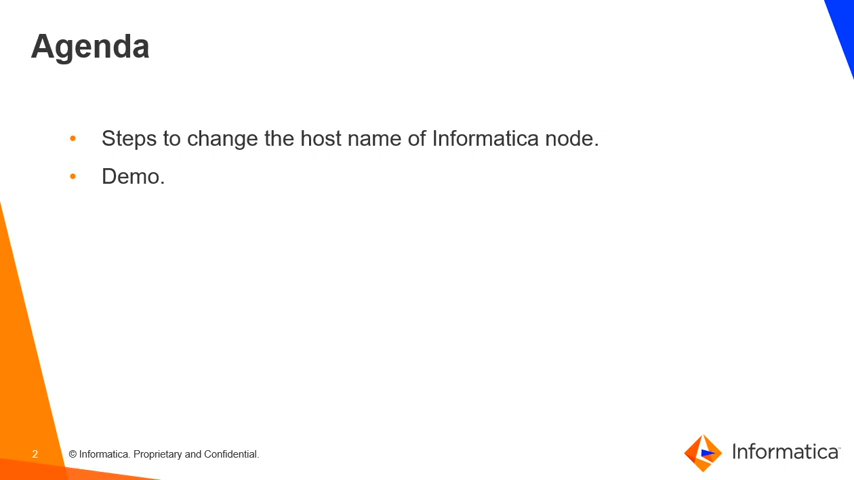 Agenda
• Steps to change the host name of Informatica node.
• Demo.
2 © Informatica. Proprietary and Confidential.
Informatica